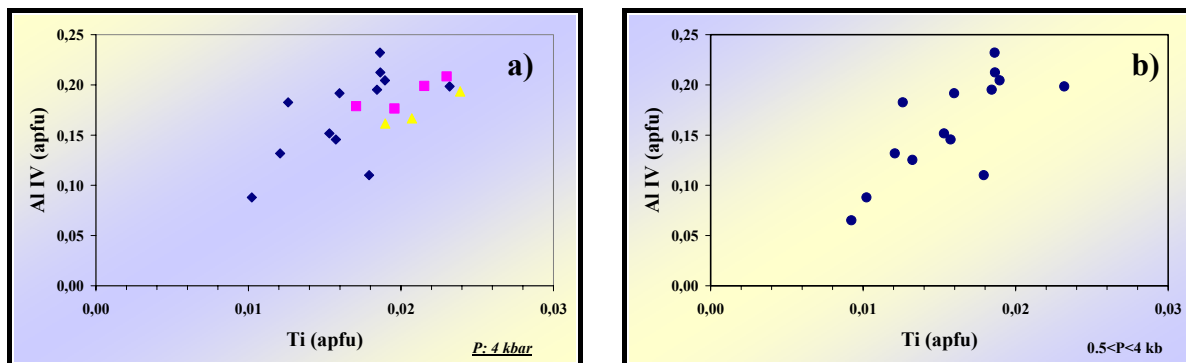 a)
0,25
0,20
0,15
0,10
0,05
0,00
Al IV (apfu)
0,00 0,01 0,02 0,03
Ti (apfu)
P: 4 kbar
b)
0,25
0,20
0,15
0,10
0,05
0,00
Al IV (apfu)
0,00 0,01 0,02 0,03
Ti (apfu)
0.5<P<4 kb